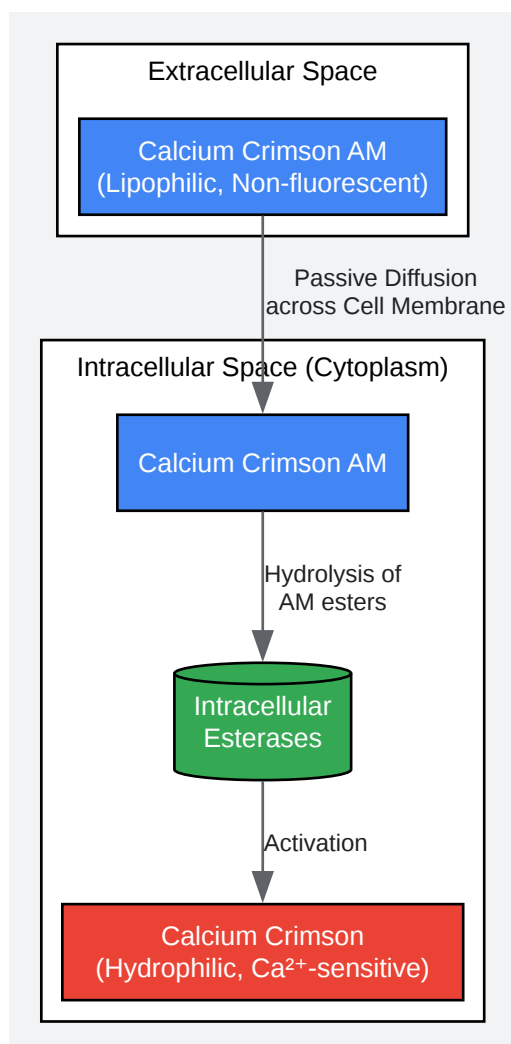 Extracellular Space
Calcium Crimson AM
(Lipophilic, Non-fluorescent)
Passive Diffusion
across Cell Membrane
Intracellular Space (Cytoplasm)
Calcium Crimson AM
Hydrolysis of
AM esters
Intracellular
Esterases
Activation
Calcium Crimson
(Hydrophilic, Ca²⁺-sensitive)